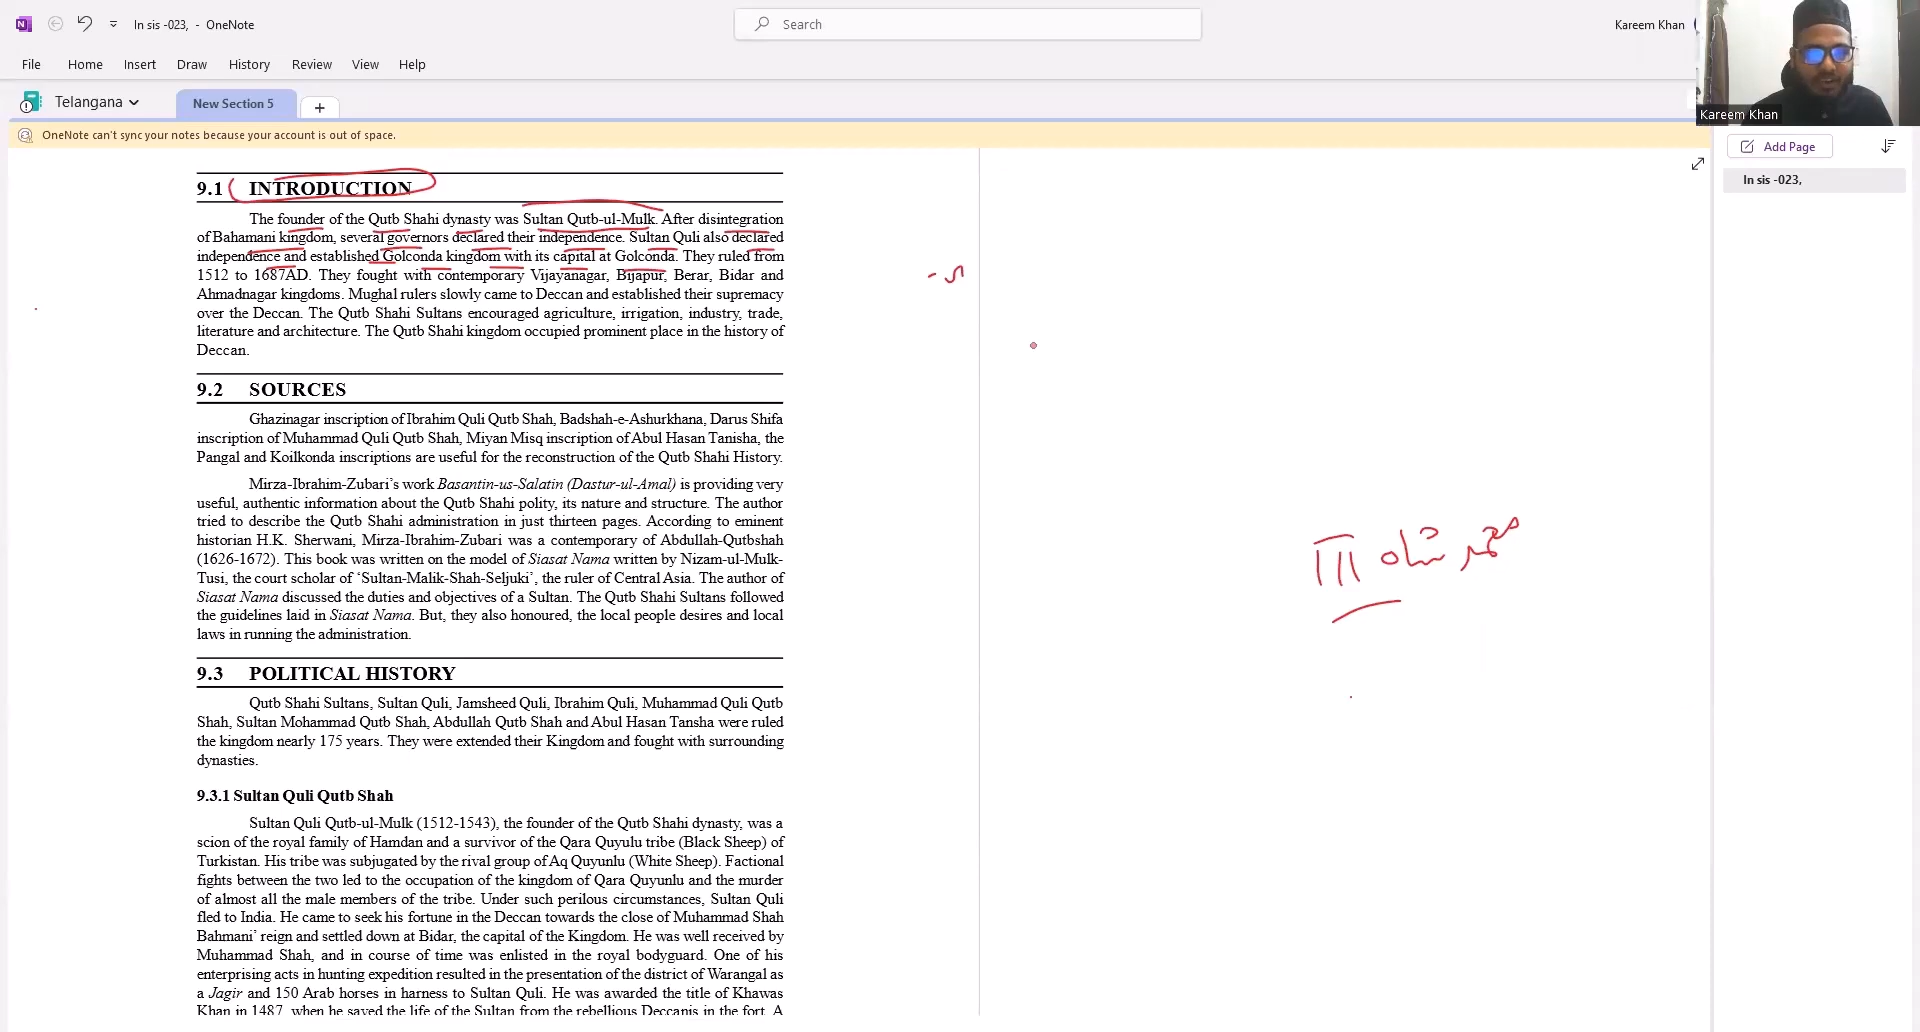 In sis -023, - OneNote
Search
Kareem Khan
File Home Insert Draw History Review View Help
Telangana
New Section 5
+
Kareem Khan
OneNote can't sync your notes because your account is out of space.
Add Page
In sis -023,
9.1 INTRODUCTION
The founder of the Qutb Shahi dynasty was Sultan Qutb-ul-Mulk. After disintegration
of Bahamani kingdom, several governors declared their independence. Sultan Quli also declared
independence and established Golconda kingdom with its capital at Golconda. They ruled from
1512 to 1687AD. They fought with contemporary Vijayanagar, Bijapur, Berar, Bidar and
Ahmadnagar kingdoms. Mughal rulers slowly came to Deccan and established their supremacy
over the Deccan. The Qutb Shahi Sultans encouraged agriculture, irrigation, industry, trade,
literature and architecture. The Qutb Shahi kingdom occupied prominent place in the history of
Deccan.
9.2 SOURCES
Ghazinagar inscription of Ibrahim Quli Qutb Shah, Badshah-e-Ashurkhana, Darus Shifa
inscription of Muhammad Quli Qutb Shah, Miyan Misq inscription of Abul Hasan Tanisha, the
Pangal and Koilkonda inscriptions are useful for the reconstruction of the Qutb Shahi History.
Mirza-Ibrahim-Zubari's work Basantin-us-Salatin (Dastur-ul-Amal) is providing very
useful, authentic information about the Qutb Shahi polity, its nature and structure. The author
tried to describe the Qutb Shahi administration in just thirteen pages. According to eminent
historian H.K. Sherwani, Mirza-Ibrahim-Zubari was a contemporary of Abdullah-Qutbshah
(1626-1672). This book was written on the model of Siasat Nama written by Nizam-ul-Mulk-
Tusi, the court scholar of 'Sultan-Malik-Shah-Seljuki', the ruler of Central Asia. The author of
Siasat Nama discussed the duties and objectives of a Sultan. The Qutb Shahi Sultans followed
the guidelines laid in Siasat Nama. But, they also honoured, the local people desires and local
laws in running the administration.
9.3 POLITICAL HISTORY
Qutb Shahi Sultans, Sultan Quli, Jamsheed Quli, Ibrahim Quli, Muhammad Quli Qutb
Shah, Sultan Mohammad Qutb Shah, Abdullah Qutb Shah and Abul Hasan Tansha were ruled
the kingdom nearly 175 years. They were extended their Kingdom and fought with surrounding
dynasties.
9.3.1 Sultan Quli Qutb Shah
Sultan Quli Qutb-ul-Mulk (1512-1543), the founder of the Qutb Shahi dynasty, was a
scion of the royal family of Hamdan and a survivor of the Qara Quyulu tribe (Black Sheep) of
Turkistan. His tribe was subjugated by the rival group of Aq Quyunlu (White Sheep). Factional
fights between the two led to the occupation of the kingdom of Qara Quyunlu and the murder
of almost all the male members of the tribe. Under such perilous circumstances, Sultan Quli
fled to India. He came to seek his fortune in the Deccan towards the close of Muhammad Shah
Bahmani' reign and settled down at Bidar, the capital of the Kingdom. He was well received by
Muhammad Shah, and in course of time was enlisted in the royal bodyguard. One of his
enterprising acts in hunting expedition resulted in the presentation of the district of Warangal as
a Jagir and 150 Arab horses in harness to Sultan Quli. He was awarded the title of Khawas
Khan in 1487, when he saved the life of the Sultan from the rebellious Deccanis in the fort. A
III